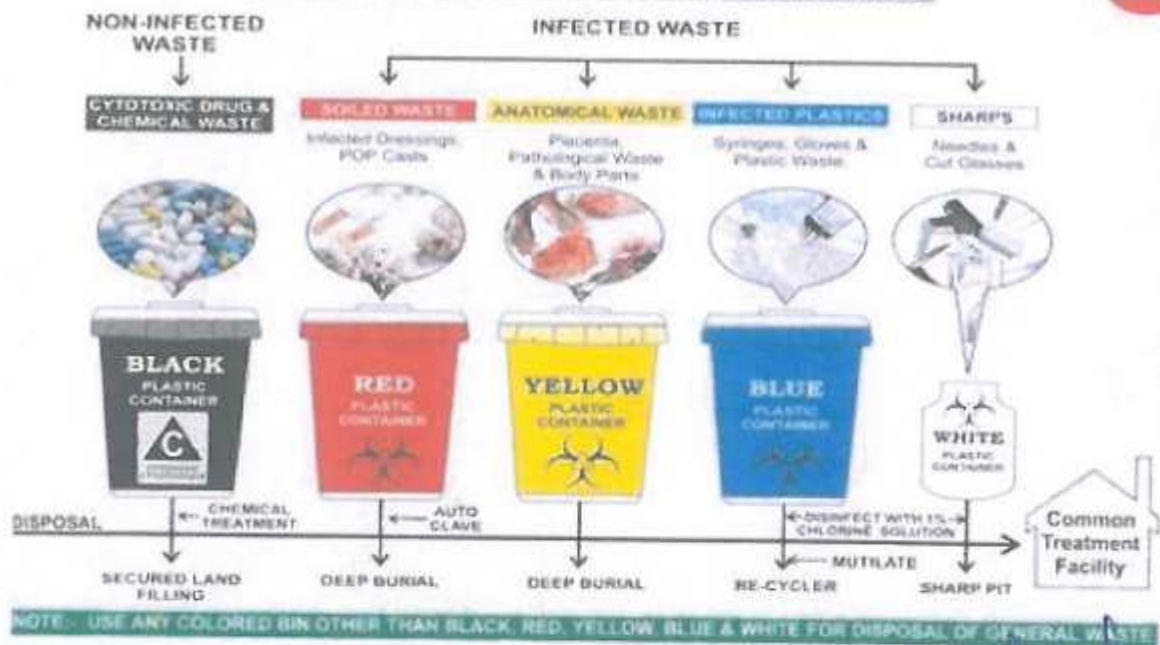 NON-INFECTED
WASTE
INFECTED WASTE
CYTOTOXIC DRUG &
CHEMICAL WASTE
SOILED WASTE
Infected Dressings,
POP Casts
ANATOMICAL WASTE
Placenta,
Pathological Waste
& Body Parts
INFECTED PLASTICS
Syringes, Gloves &
Plastic Waste
SHARPS
Needles &
Cut Glasses
BLACK
PLASTIC
CONTAINER
C
RED
PLASTIC
CONTAINER
YELLOW
PLASTIC
CONTAINER
BLUE
PLASTIC
CONTAINER
WHITE
PLASTIC
CONTAINER
DISPOSAL
CHEMICAL
TREATMENT
AUTO
CLAVE
DISINFECT WITH 1%
CHLORINE SOLUTION
MUTILATE
Common
Treatment
Facility
SECURED LAND
FILLING
DEEP BURIAL
DEEP BURIAL
RE-CYCLER
SHARP PIT
NOTE:- USE ANY COLORED BIN OTHER THAN BLACK, RED, YELLOW BLUE & WHITE FOR DISPOSAL OF GENERAL WASTE